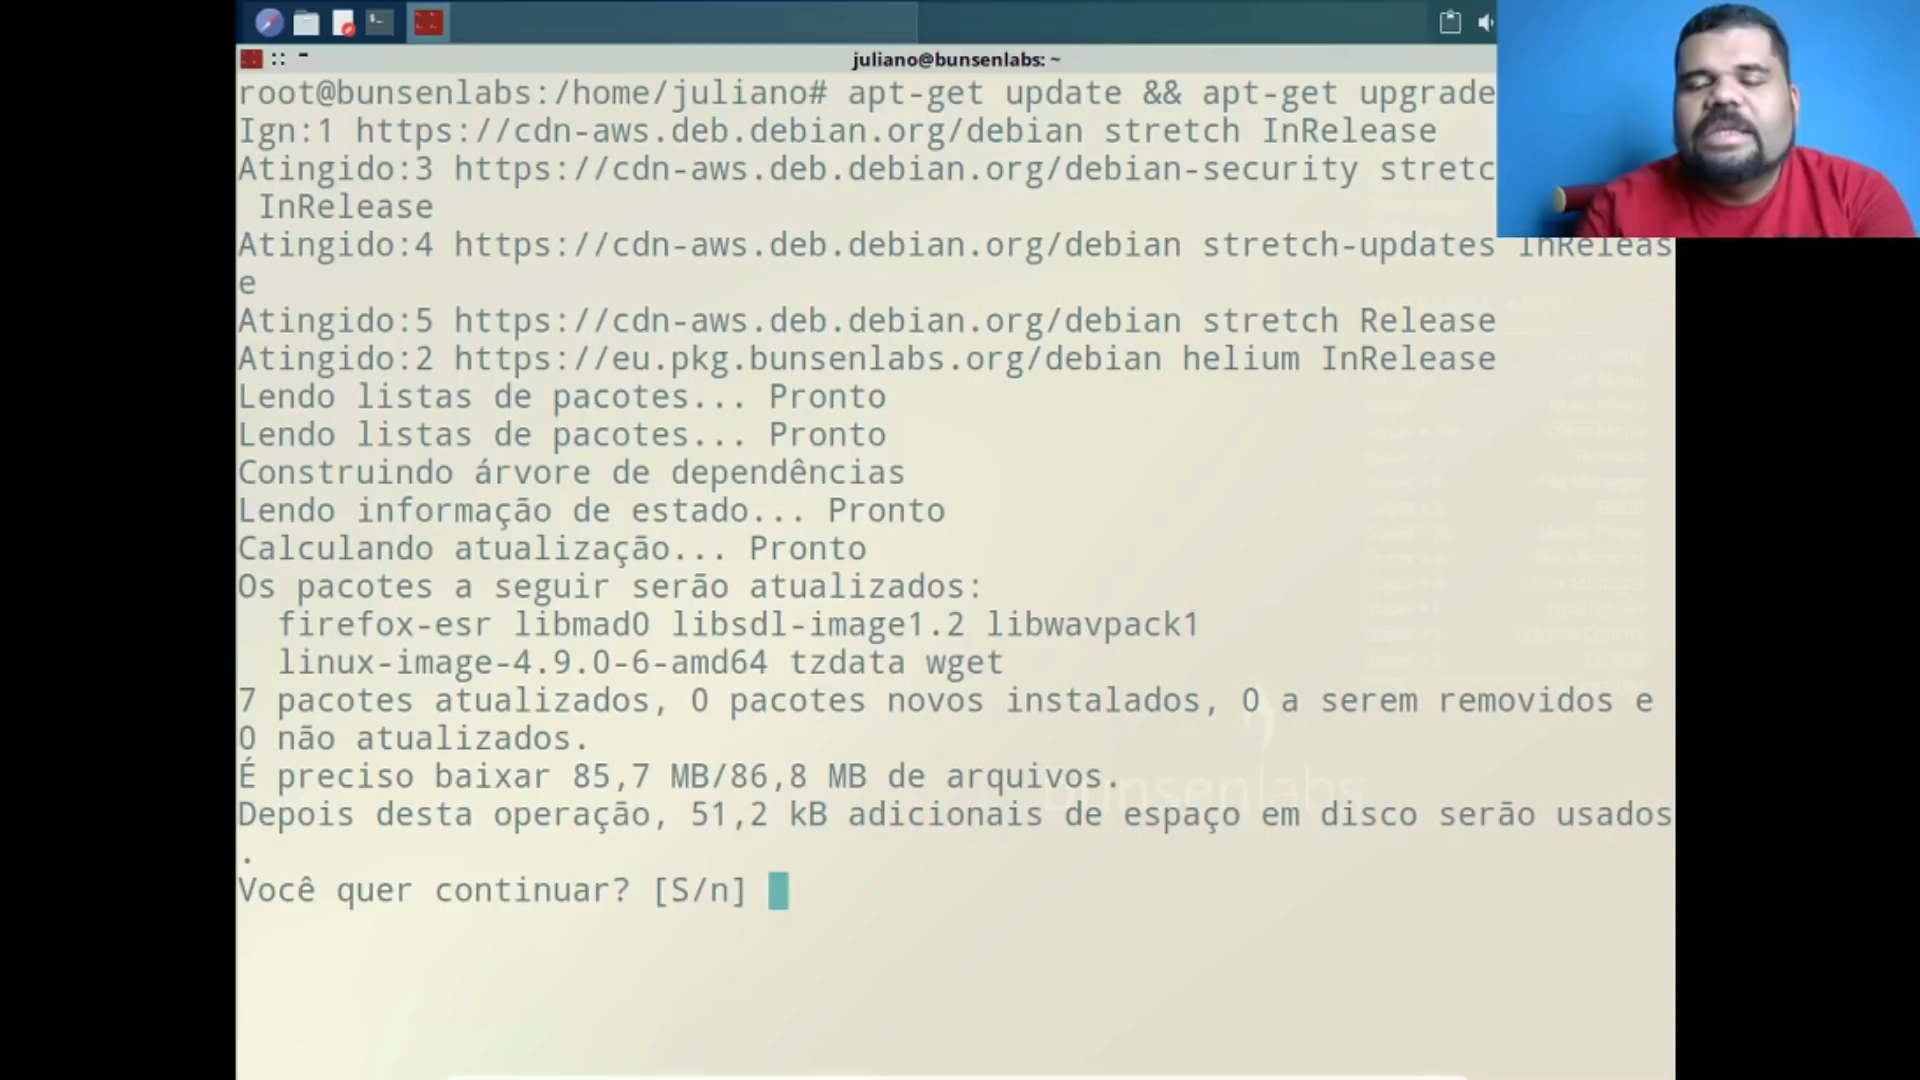 juliano@bunsenlabs: ~
root@bunsenlabs:/home/juliano# apt-get update && apt-get upgrade
Ign:1 https://cdn-aws.deb.debian.org/debian stretch InRelease
Atingido:3 https://cdn-aws.deb.debian.org/debian-security stretc
InRelease
Atingido:4 https://cdn-aws.deb.debian.org/debian stretch-updates InReleas
e
Atingido:5 https://cdn-aws.deb.debian.org/debian stretch Release
Atingido:2 https://eu.pkg.bunsenlabs.org/debian helium InRelease
Lendo listas de pacotes... Pronto
Lendo listas de pacotes... Pronto
Construindo árvore de dependências
Lendo informação de estado... Pronto
Calculando atualização... Pronto
Os pacotes a seguir serão atualizados:
firefox-esr libmad0 libsdl-image1.2 libwavpack1
linux-image-4.9.0-6-amd64 tzdata wget
7 pacotes atualizados, 0 pacotes novos instalados, 0 a serem removidos e
0 não atualizados.
É preciso baixar 85,7 MB/86,8 MB de arquivos.
Depois desta operação, 51,2 kB adicionais de espaço em disco serão usados
.
Você quer continuar? [S/n]
bunsenlabs